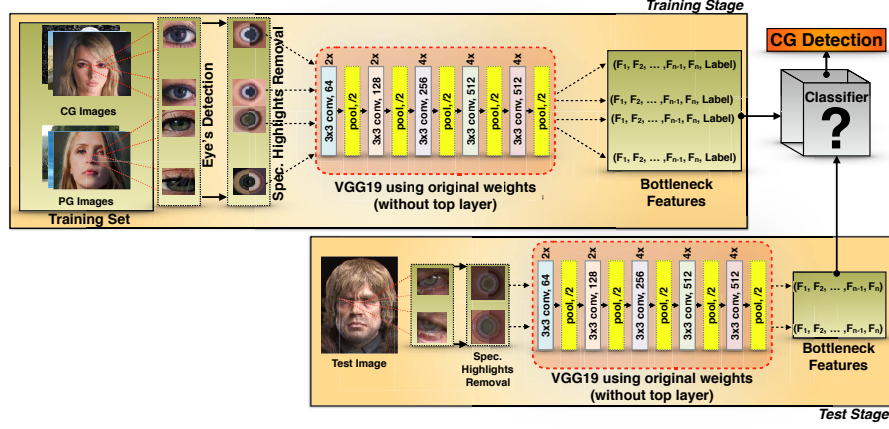 Training Stage
CG Images
PG Images
Training Set
Eye's Detection
Spec. Highlights Removal
2x
3x3 conv, 64
pool, /2
2x
3x3 conv, 128
pool, /2
4x
3x3 conv, 256
pool, /2
4x
3x3 conv, 512
pool, /2
4x
3x3 conv, 512
pool, /2
VGG19 using original weights
(without top layer)
(F1, F2, ... ,Fn-1, Fn, Label)
(F1, F2, ... ,Fn-1, Fn, Label)
(F1, F2, ... ,Fn-1, Fn, Label)
(F1, F2, ... ,Fn-1, Fn, Label)
Bottleneck
Features
CG Detection
Classifier
?
Test Image
Spec.
Highlights
Removal
2x
3x3 conv, 64
pool, /2
2x
3x3 conv, 128
pool, /2
4x
3x3 conv, 256
pool, /2
4x
3x3 conv, 512
pool, /2
4x
3x3 conv, 512
pool, /2
VGG19 using original weights
(without top layer)
(F1, F2, ... ,Fn-1, Fn)
(F1, F2, ... ,Fn-1, Fn)
Bottleneck
Features
Test Stage